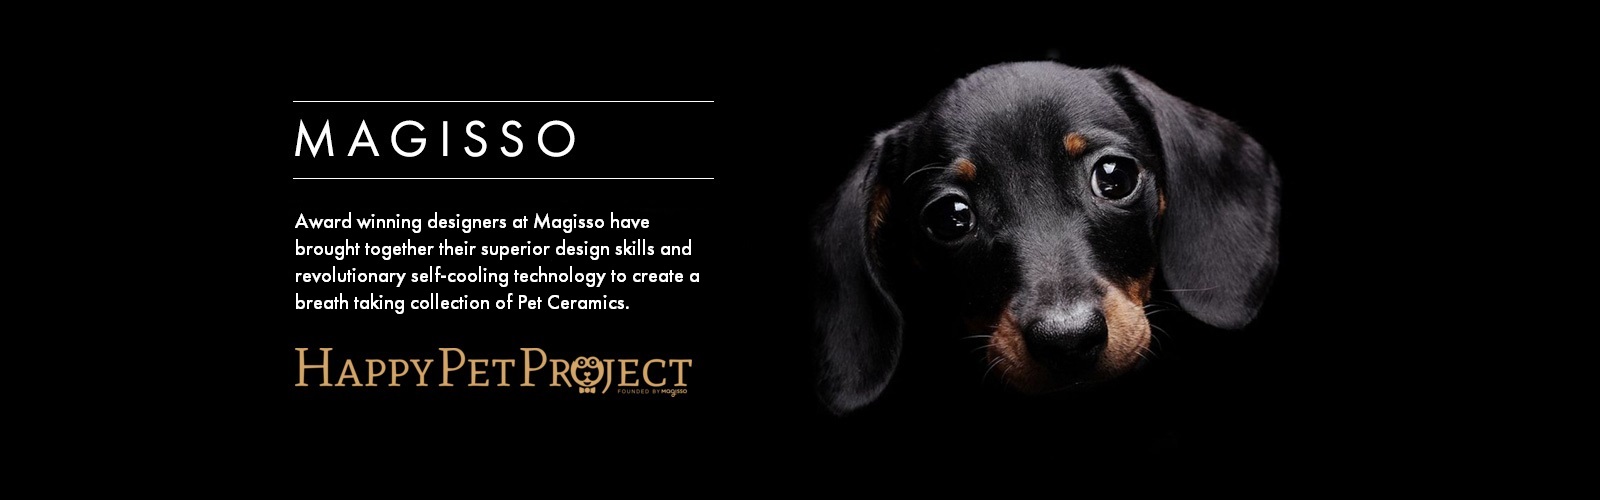 MAGISSO
Award winning designers at Magisso have
brought together their superior design skills and
revolutionary self-cooling technology to create a
breath taking collection of Pet Ceramics.
HAPPY PET PROJECT
FOUNDED BY magisso